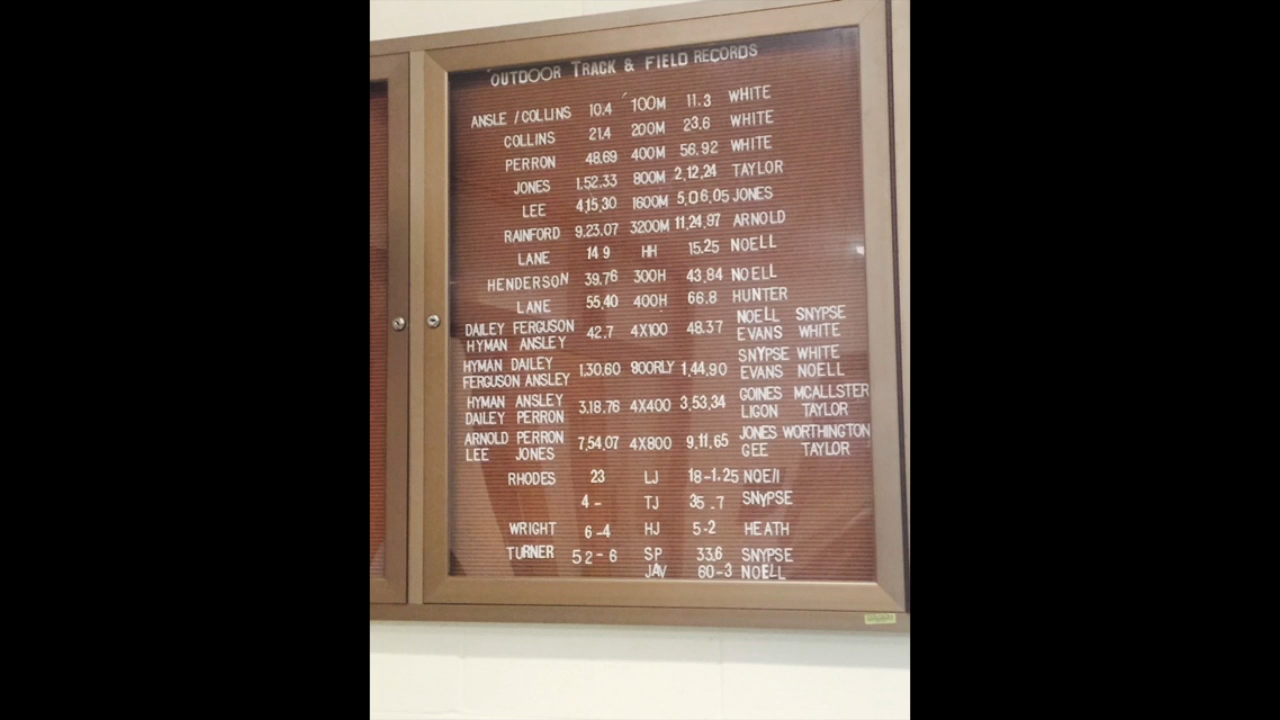 OUTDOOR TRACK & FIELD RECORDS
ANSLE / COLLINS 10.4 100M 11.3 WHITE
COLLINS 21.4 200M 23.6 WHITE
PERRON 48.69 400M 56.92 WHITE
JONES 1.52.33 800M 2,12,24 TAYLOR
LEE 4,15,30 1600M 5,06,05 JONES
RAINFORD 9.23.07 3200M 11,24,97 ARNOLD
LANE 14 9 HH 15.25 NOELL
HENDERSON 39.76 300H 43,84 NOELL
LANE 55,40 400H 66.8 HUNTER
DAILEY FERGUSON 42.7 4X100 48.37 NOELL SNYPSE
HYMAN ANSLEY EVANS WHITE
HYMAN DAILEY 1,30.60 800RLY 1,44,90 SNYPSE WHITE
FERGUSON ANSLEY EVANS NOELL
HYMAN ANSLEY 3.18.76 4X400 3,53,34 GOINES MCALLSTER
DAILEY PERRON LIGON TAYLOR
ARNOLD PERRON 7,54,07 4X800 9,11,65 JONES WORTHINGTON
LEE JONES GEE TAYLOR
RHODES 23 LJ 18-1.25 NOEll
4 - TJ 35 .7 SNYPSE
WRIGHT 6-4 HJ 5-2 HEATH
TURNER 52-6 SP 33.6 SNYPSE
JAV 60-3 NOELL